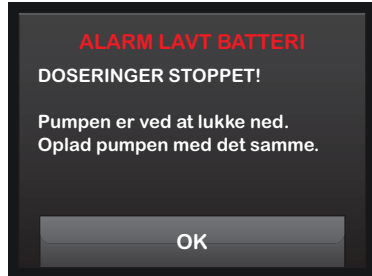 ALARM LAVT BATTERI
DOSERINGER STOPPET!
Pumpen er ved at lukke ned.
Oplad pumpen med det samme.
OK